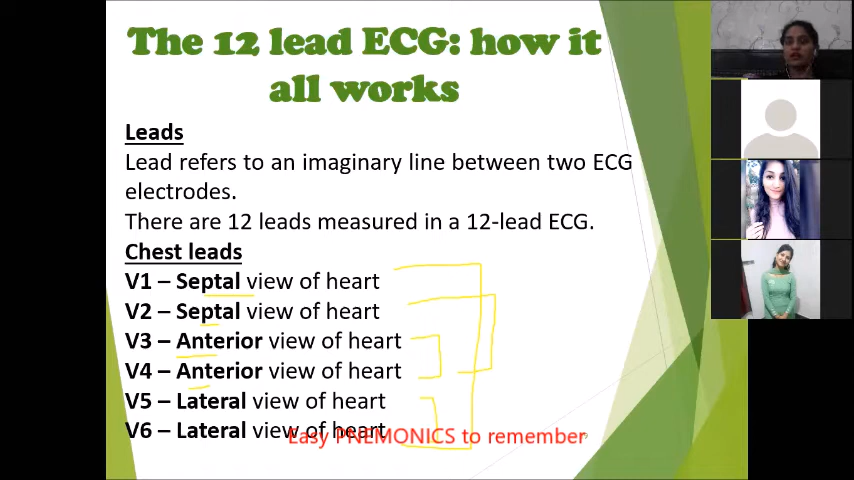 The 12 lead ECG: how it
all works
Leads
Lead refers to an imaginary line between two ECG
electrodes.
There are 12 leads measured in a 12-lead ECG.
Chest leads
V1 – Septal view of heart
V2 – Septal view of heart
V3 – Anterior view of heart
V4 – Anterior view of heart
V5 – Lateral view of heart
V6 – Lateral view of heart
Easy PNEMONICS to remember